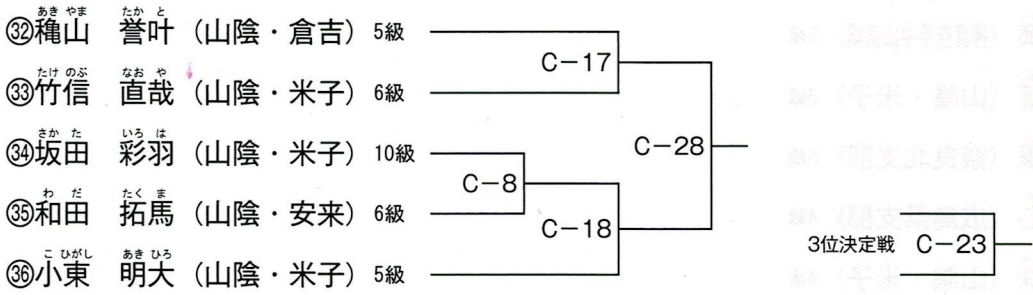 あき やま たか と
㉜穐山 誉叶 (山陰・倉吉) 5級
C-17
たけ のぶ なお や
㉝竹信 直哉 (山陰・米子) 6級
さか た いろ は
㉞坂田 彩羽 (山陰・米子) 10級
C-28
C-8
わ だ たく ま
㉟和田 拓馬 (山陰・安来) 6級
C-18
3位決定戦 C-23
こ ひがし あき ひろ
㊱小東 明大 (山陰・米子) 5級